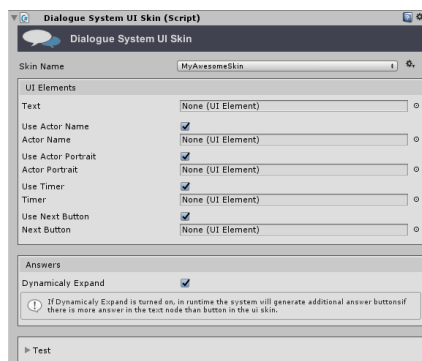 Dialogue System UI Skin (Script)
Dialogue System UI Skin
Skin Name MyAwesomeSkin
UI Elements
Text None (UI Element)
Use Actor Name
Actor Name None (UI Element)
Use Actor Portrait
Actor Portrait None (UI Element)
Use Timer
Timer None (UI Element)
Use Next Button
Next Button None (UI Element)
Answers
Dynamicaly Expand
If Dynamicaly Expand is turned on, in runtime the system will generate additional answer buttonsif
there is more answer in the text node than button in the ui skin.
Test